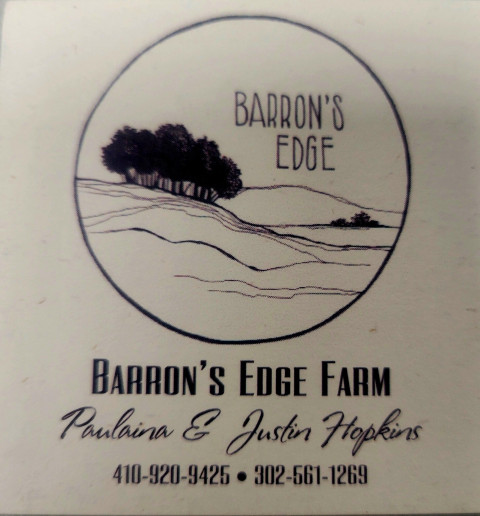 BARRON'S
EDGE
BARRON'S EDGE FARM
Paulaina & Justin Hopkins
410-920-9425 • 302-561-1269